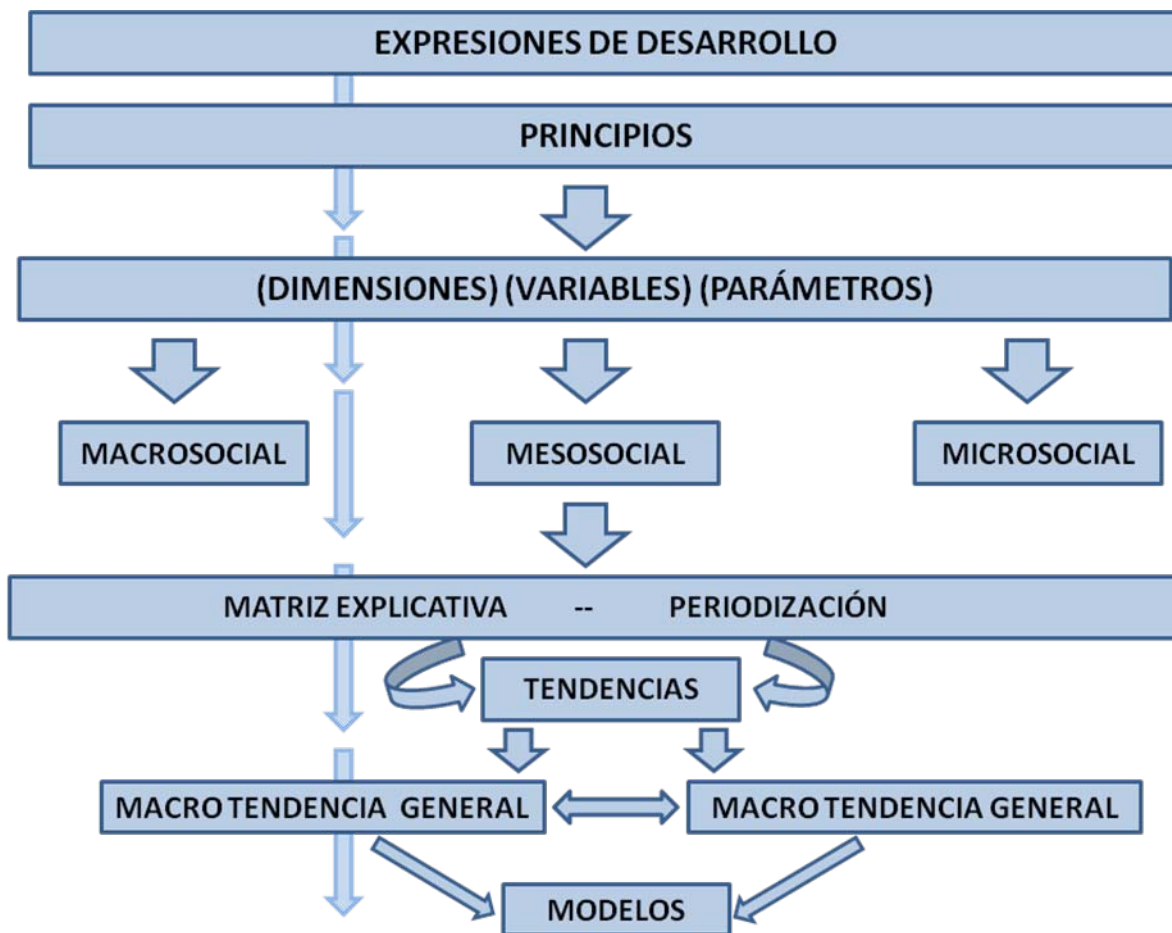 EXPRESIONES DE DESARROLLO
PRINCIPIOS
(DIMENSIONES) (VARIABLES) (PARÁMETROS)
MACROSOCIAL
MESOSOCIAL
MICROSOCIAL
MATRIZ EXPLICATIVA -- PERIODIZACIÓN
TENDENCIAS
MACRO TENDENCIA GENERAL
MACRO TENDENCIA GENERAL
MODELOS